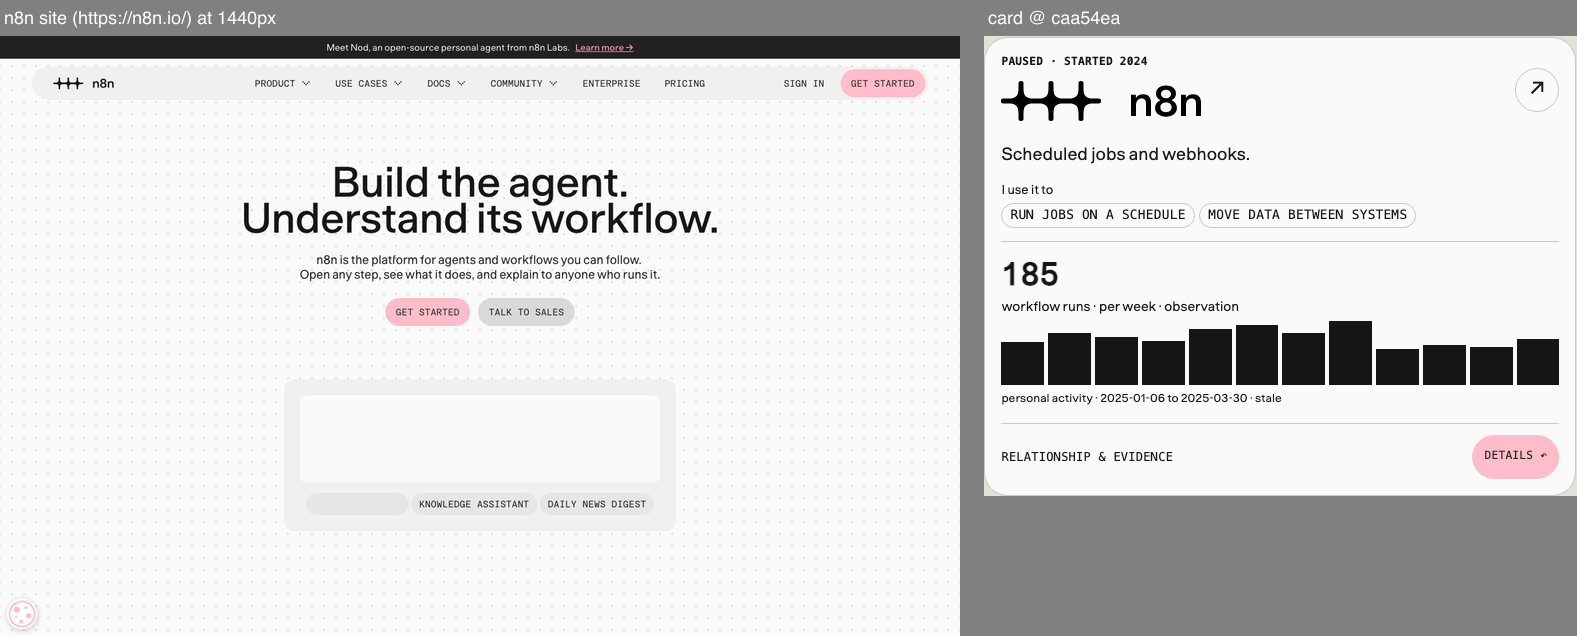 n8n site (https://n8n.io/) at 1440px
Meet Nod, an open-source personal agent from n8n Labs. Learn more →
n8n PRODUCT USE CASES DOCS COMMUNITY ENTERPRISE PRICING SIGN IN GET STARTED
Build the agent.
Understand its workflow.
n8n is the platform for agents and workflows you can follow.
Open any step, see what it does, and explain to anyone who runs it.
GET STARTED TALK TO SALES
KNOWLEDGE ASSISTANT DAILY NEWS DIGEST
card @ caa54ea
PAUSED · STARTED 2024
n8n
Scheduled jobs and webhooks.
I use it to
RUN JOBS ON A SCHEDULE MOVE DATA BETWEEN SYSTEMS
185
workflow runs · per week · observation
personal activity · 2025-01-06 to 2025-03-30 · stale
RELATIONSHIP & EVIDENCE DETAILS ↶